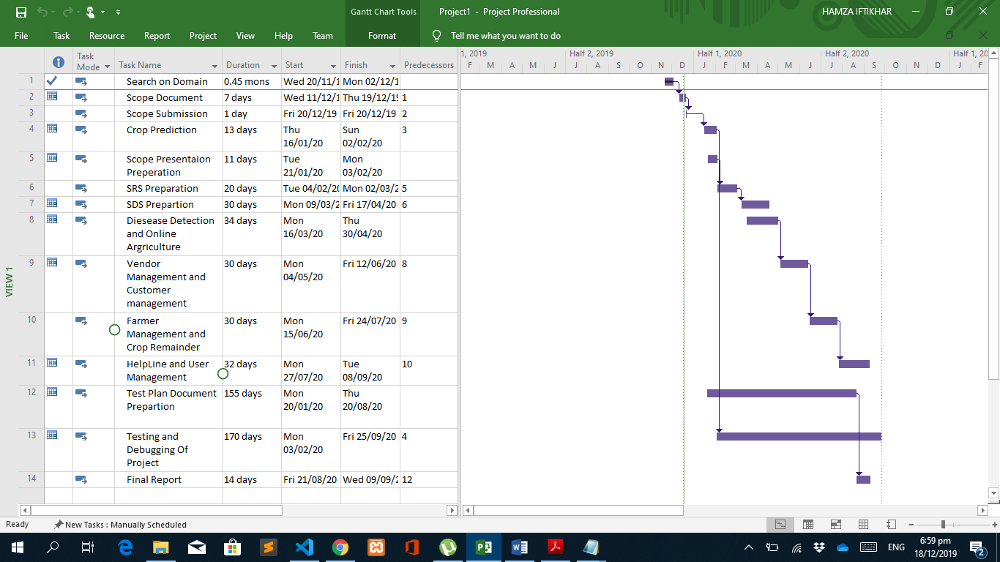 Gantt Chart Tools Project1 - Project Professional HAMZA IFTIKHAR
File Task Resource Report Project View Help Team Format Tell me what you want to do
Task Mode Task Name Duration Start Finish Predecessors
1 Search on Domain 0.45 mons Wed 20/11/1 Mon 02/12/1
2 Scope Document 7 days Wed 11/12/1 Thu 19/12/19 1
3 Scope Submission 1 day Fri 20/12/19 Fri 20/12/19 2
4 Crop Prediction 13 days Thu Sun 3
16/01/20 02/02/20
5 Scope Presentaion 11 days Tue Mon
Preperation 21/01/20 03/02/20
6 SRS Preparation 20 days Tue 04/02/20 Mon 02/03/2 5
7 SDS Prepartion 30 days Mon 09/03/2 Fri 17/04/20 6
8 Diesease Detection 34 days Mon Thu
and Online 16/03/20 30/04/20
Argriculture
9 Vendor 30 days Mon Fri 12/06/20 8
Management and 04/05/20
Customer
management
10 Farmer 30 days Mon Fri 24/07/20 9
Management and 15/06/20
Crop Remainder
11 HelpLine and User 32 days Mon Tue 10
Management 27/07/20 08/09/20
12 Test Plan Document 155 days Mon Thu
Prepartion 20/01/20 20/08/20
13 Testing and 170 days Mon Fri 25/09/20 4
Debugging Of 03/02/20
Project
14 Final Report 14 days Fri 21/08/20 Wed 09/09/2 12
VIEW 1
1, 2019 Half 2, 2019 Half 1, 2020 Half 2, 2020 Half 1, 20
F M A M J J A S O N D J F M A M J J A S O N D J F
Ready New Tasks : Manually Scheduled
ENG 6:59 pm
18/12/2019 2